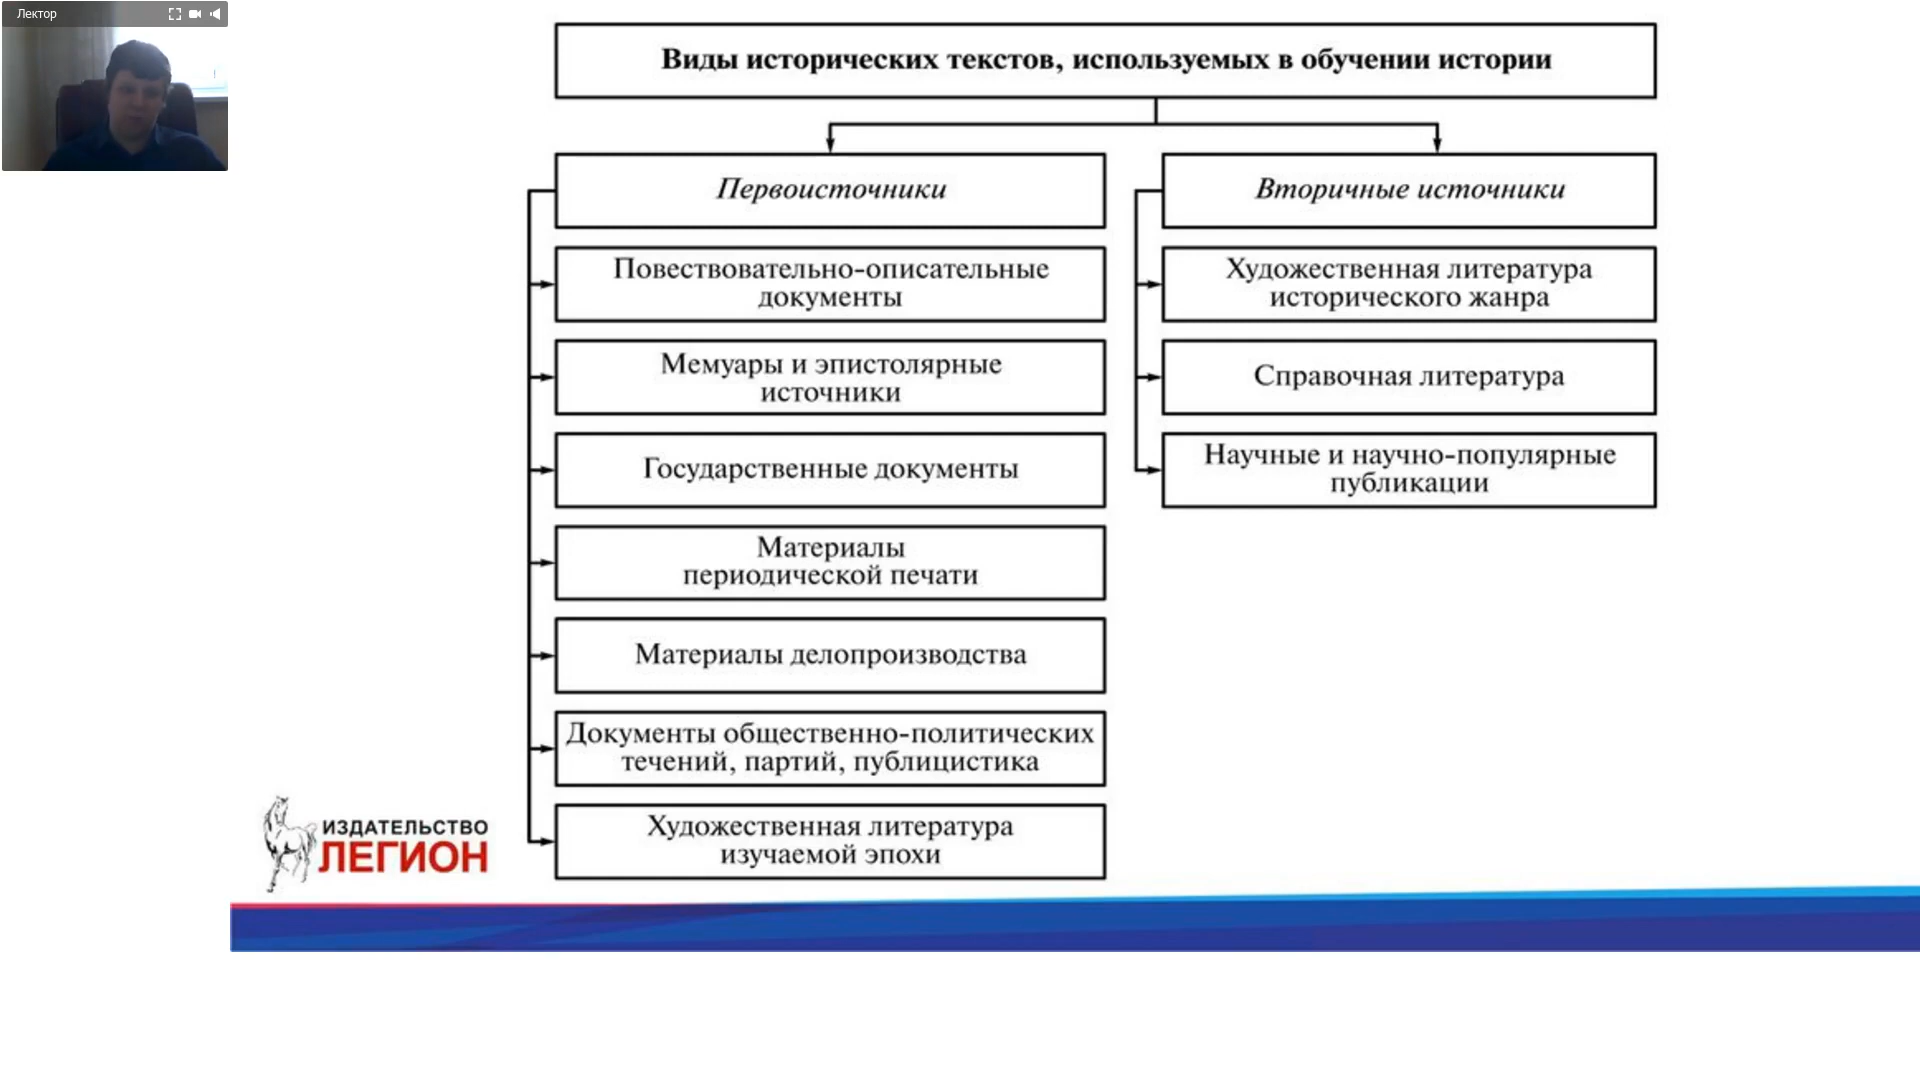 Лектор
Виды исторических текстов, используемых в обучении истории
Первоисточники
Повествовательно-описательные
документы
Мемуары и эпистолярные
источники
Государственные документы
Материалы
периодической печати
Материалы делопроизводства
Документы общественно-политических
течений, партий, публицистика
Художественная литература
изучаемой эпохи
Вторичные источники
Художественная литература
исторического жанра
Справочная литература
Научные и научно-популярные
публикации
ИЗДАТЕЛЬСТВО
ЛЕГИОН